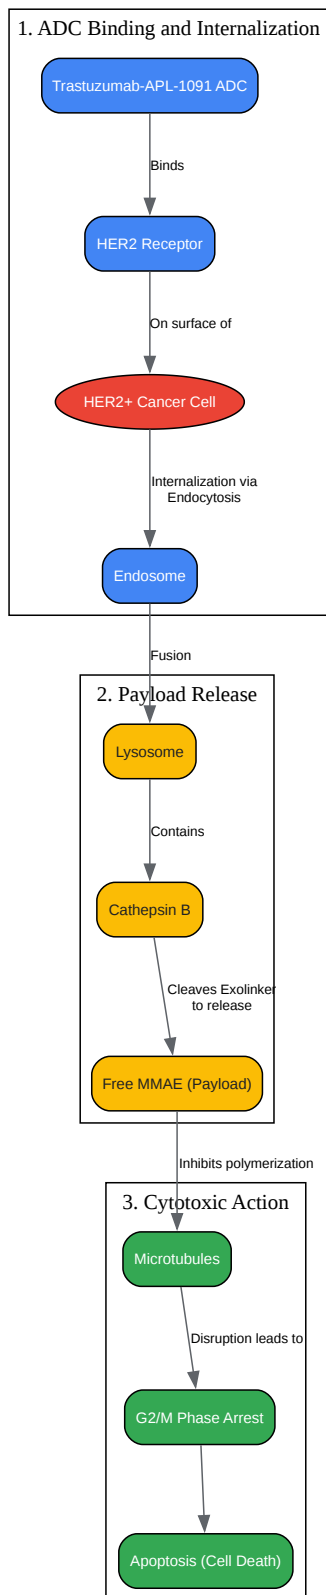 1. ADC Binding and Internalization
Trastuzumab-APL-1091 ADC
Binds
HER2 Receptor
On surface of
HER2+ Cancer Cell
Internalization via
Endocytosis
Endosome
Fusion
2. Payload Release
Lysosome
Contains
Cathepsin B
Cleaves Exolinker
to release
Free MMAE (Payload)
Inhibits polymerization
3. Cytotoxic Action
Microtubules
Disruption leads to
G2/M Phase Arrest
Apoptosis (Cell Death)